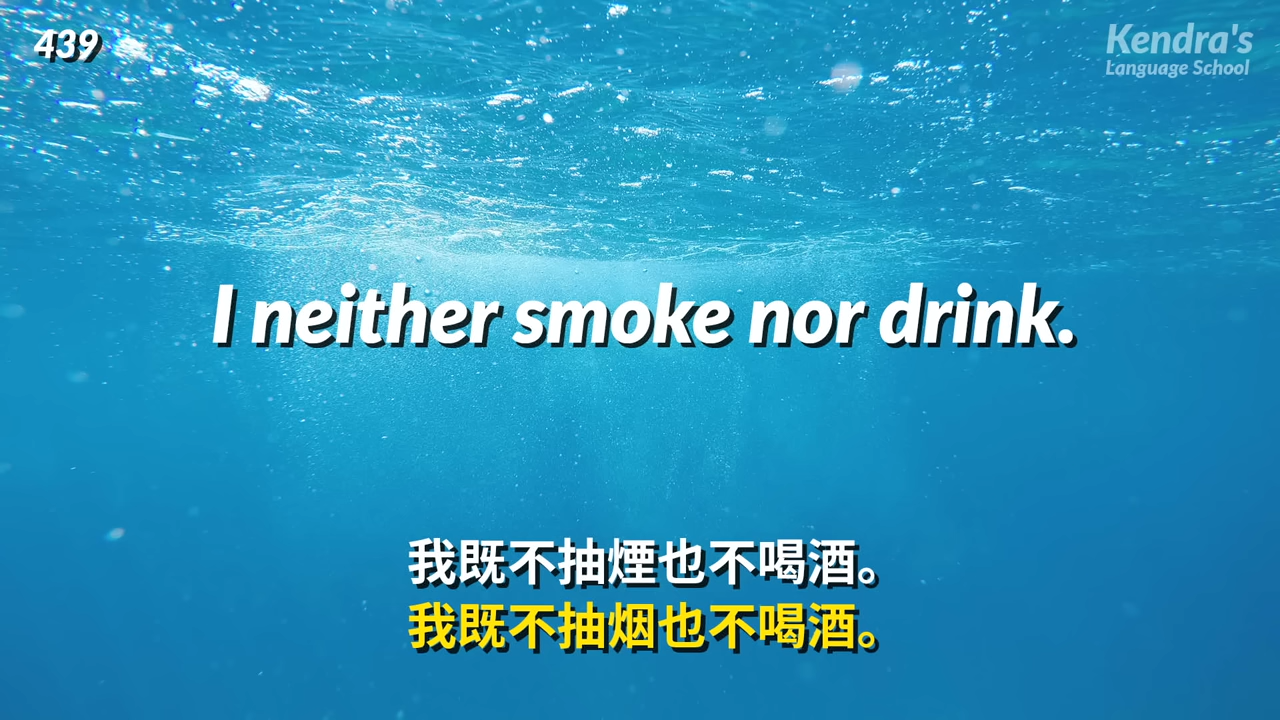 439
Kendra's
Language School
I neither smoke nor drink.
我既不抽煙也不喝酒。
我既不抽烟也不喝酒。